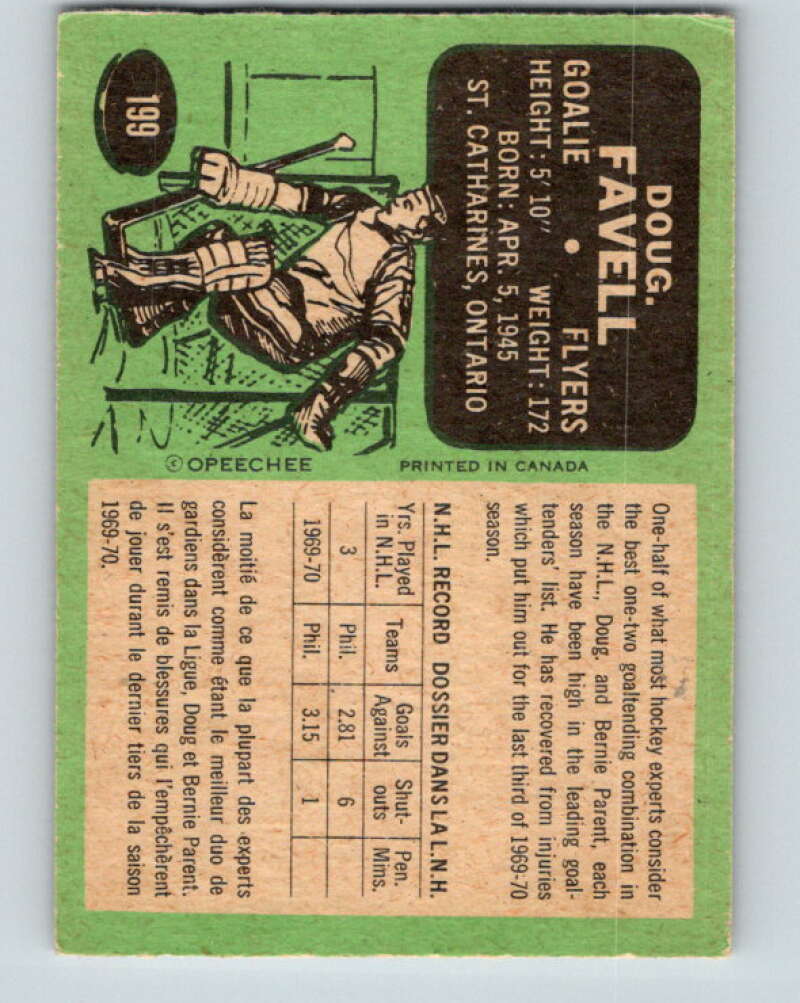 199
DOUG.
FAVELL
GOALIE • FLYERS
HEIGHT: 5'10" WEIGHT: 172
BORN: APR. 5, 1945
ST. CATHARINES, ONTARIO
© OPEECHEE
PRINTED IN CANADA
One-half of what most hockey experts consider
the best one-two goaltending combination in
the N.H.L., Doug. and Bernie Parent, each
season have been high in the leading goal-
tenders' list. He has recovered from injuries
which put him out for the last third of 1969-70
season.
N.H.L. RECORD DOSSIER DANS LA L.N.H.
Yrs. Played in N.H.L. Teams Goals Against Shut-outs Pen. Mins.
3 Phil. 2.81 6
1969-70 Phil. 3.15 1
La moitié de ce que la plupart des experts
considèrent comme étant le meilleur duo de
gardiens dans la Ligue, Doug et Bernie Parent.
Il s'est remis de blessures qui l'empêchèrent
de jouer durant le dernier tiers de la saison
1969-70.